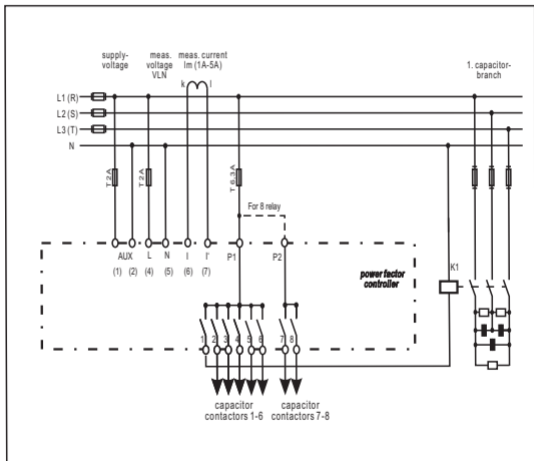 supply-
voltage
meas.
voltage
VLN
meas. current
Im (1A-5A)
1. capacitor-
branch
k
l
L1 (R)
L2 (S)
L3 (T)
N
T 2A
T 2A
T 6.3A
For 8 relay
AUX
L
N
I
I'
P1
P2
(1)
(2)
(4)
(5)
(6)
(7)
power factor
controller
K1
1
2
3
4
5
6
7
8
capacitor
contactors 1-6
capacitor
contactors 7-8